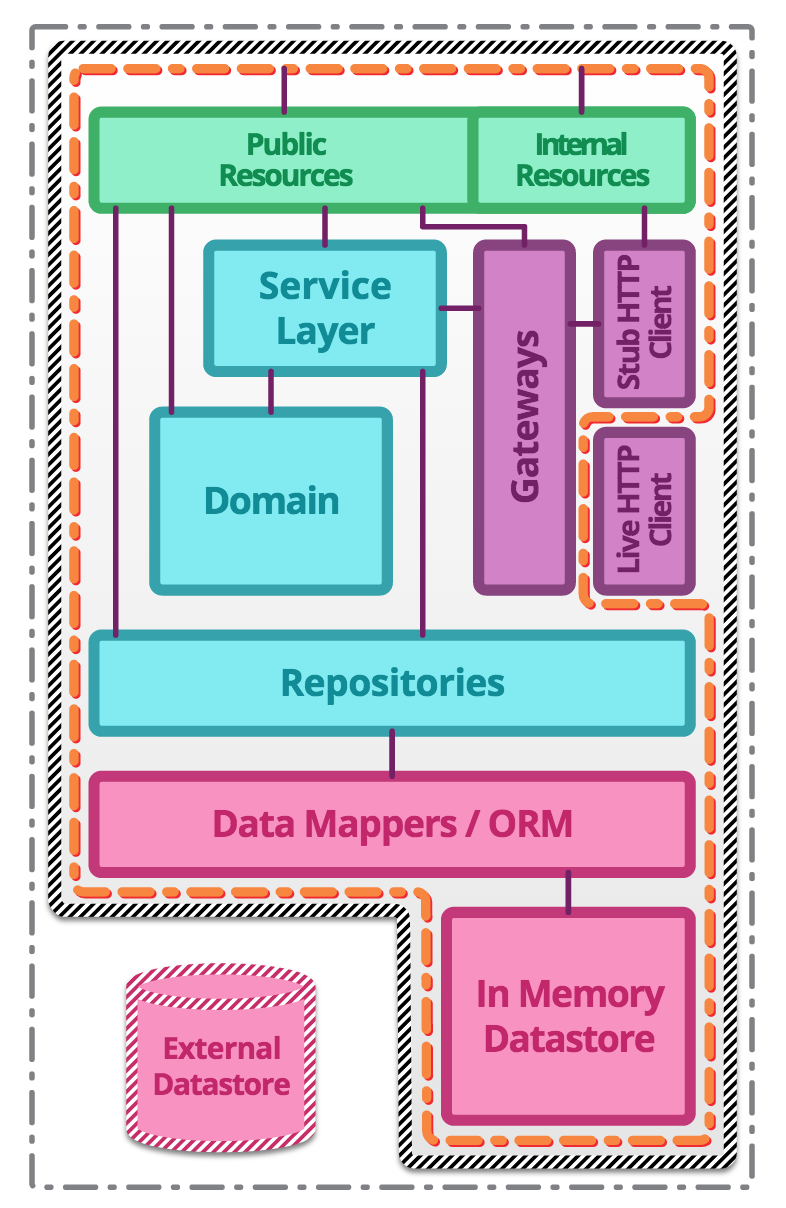 Public
Resources
Internal
Resources
Service
Layer
Gateways
Stub HTTP
Client
Domain
Live HTTP
Client
Repositories
Data Mappers / ORM
In Memory
Datastore
External
Datastore